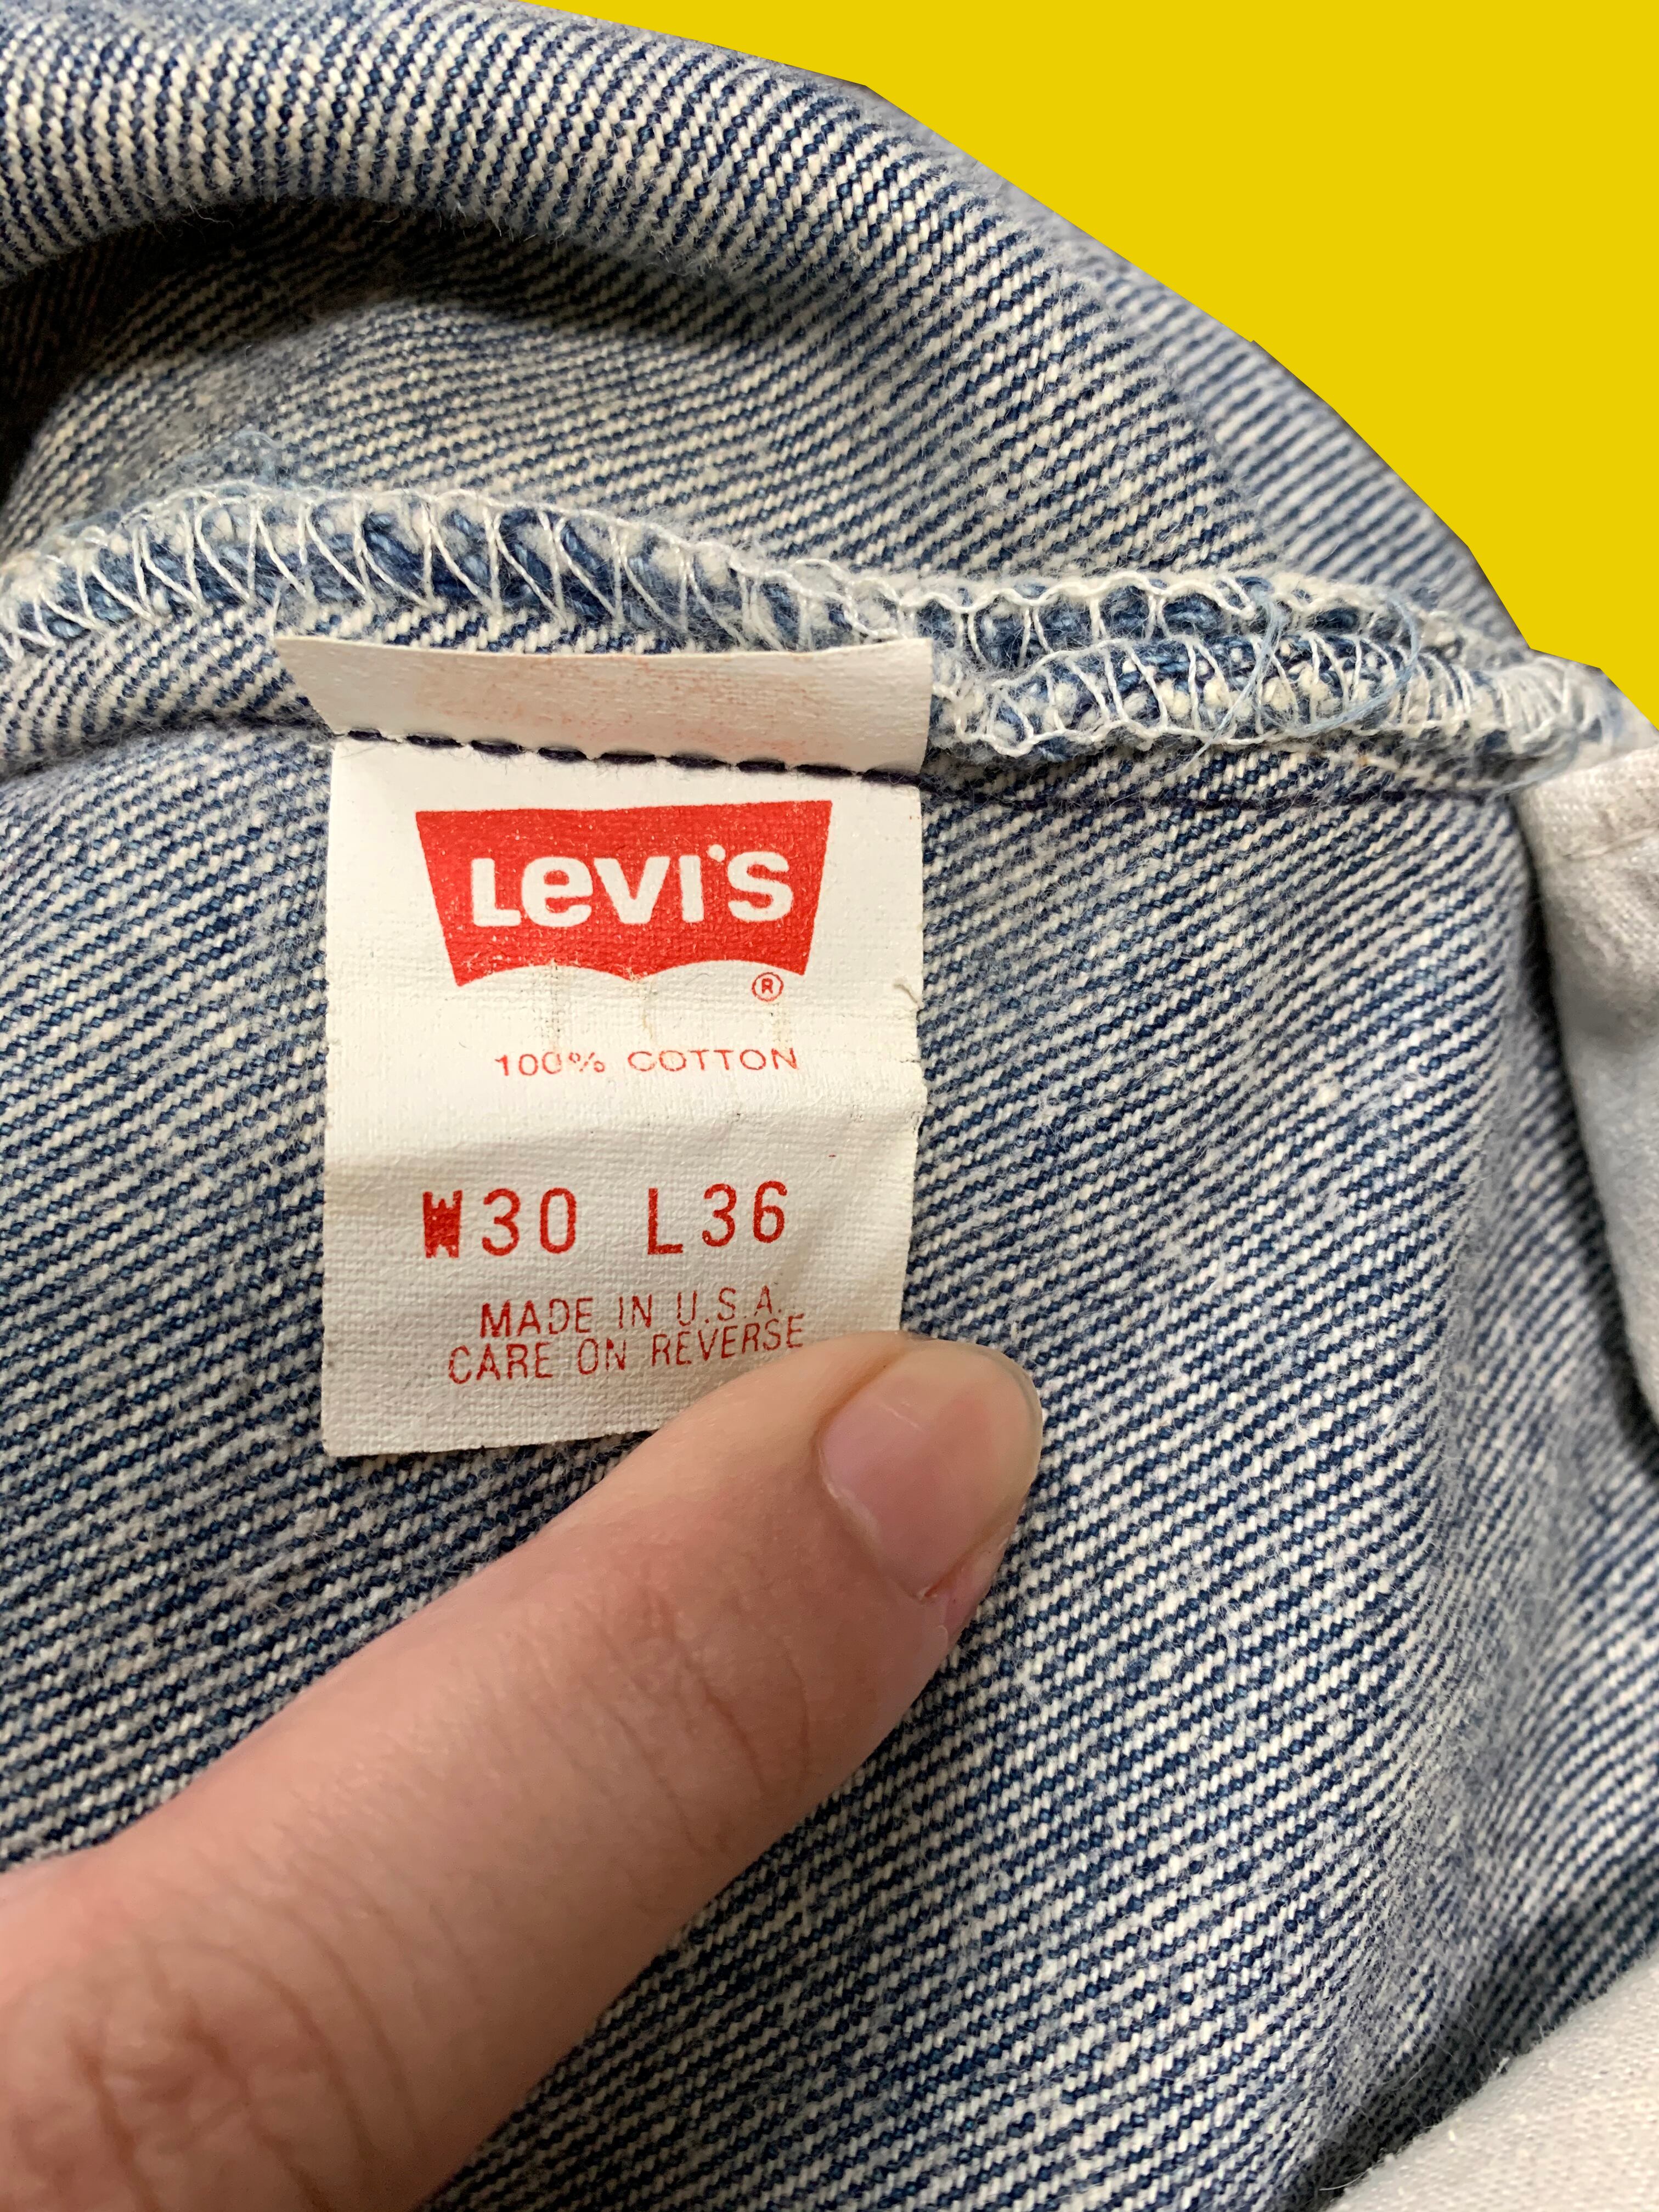 Levi's
®
100% COTTON
W30 L36
MADE IN U.S.A.
CARE ON REVERSE